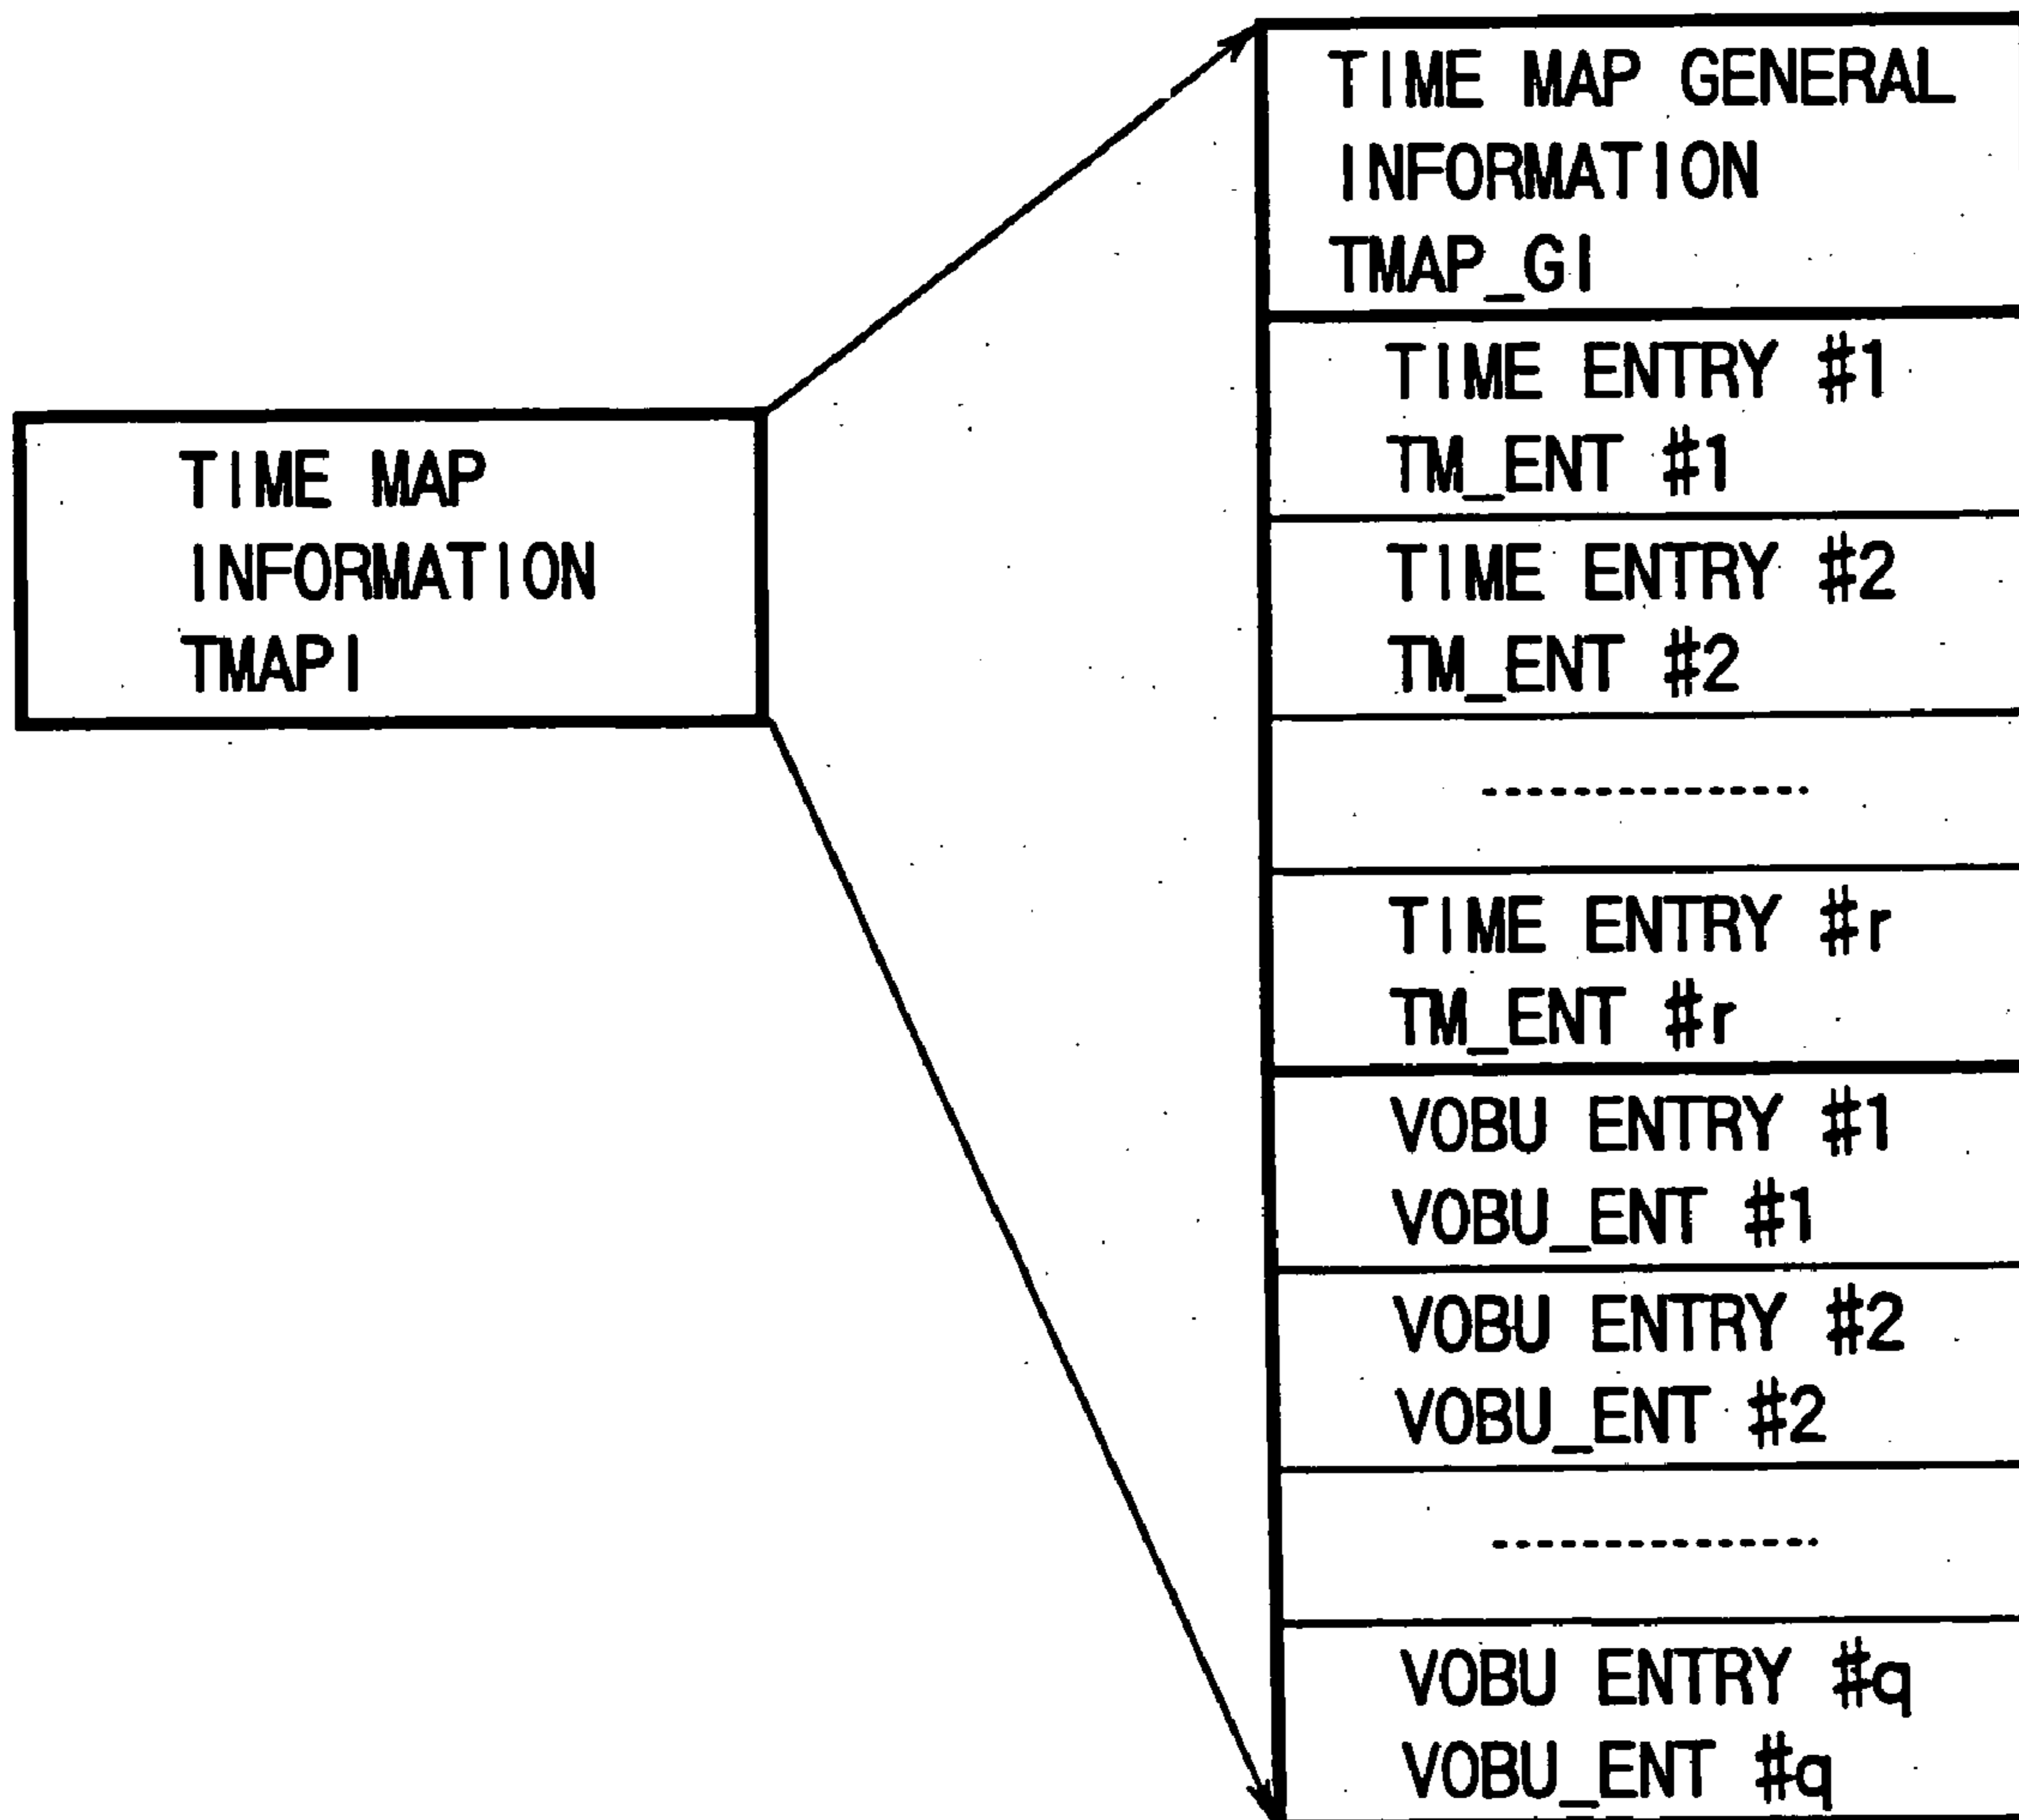 TIME MAP
INFORMATION
TMAPI
TIME MAP GENERAL
INFORMATION
TMAP_GI
TIME ENTRY #1
TM_ENT #1
TIME ENTRY #2
TM_ENT #2
TIME ENTRY #r
TM_ENT #r
VOBU ENTRY #1
VOBU_ENT #1
VOBU ENTRY #2
VOBU_ENT #2
VOBU ENTRY #q
VOBU_ENT #q